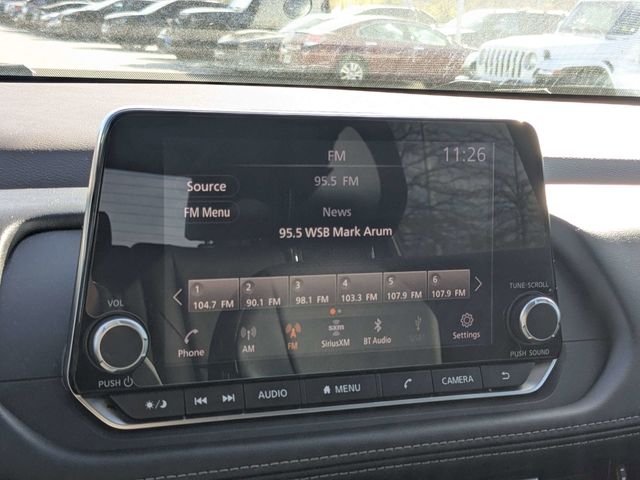 FM 11:26
Source 95.5 FM
FM Menu News
95.5 WSB Mark Arum
1 2 3 4 5 6
104.7 FM 90.1 FM 98.1 FM 103.3 FM 107.9 FM 107.9 FM
VOL TUNE·SCROLL
sxm
Phone AM FM SiriusXM BT Audio USB Settings
PUSH PUSH SOUND
AUDIO MENU CAMERA